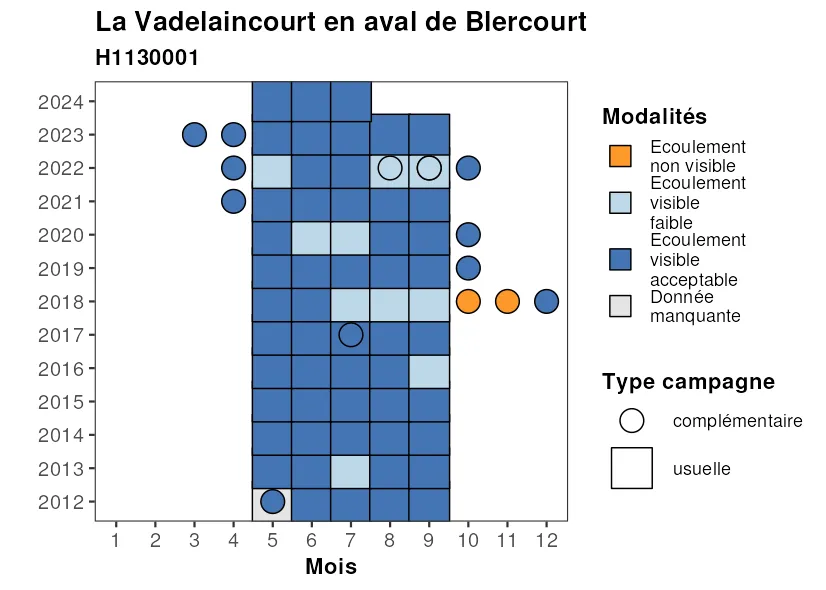 La Vadelaincourt en aval de Blercourt
H1130001
2024
2023
2022
2021
2020
2019
2018
2017
2016
2015
2014
2013
2012
1 2 3 4 5 6 7 8 9 10 11 12
Mois
Modalités
Ecoulement
non visible
Ecoulement
visible
faible
Ecoulement
visible
acceptable
Donnée
manquante
Type campagne
complémentaire
usuelle